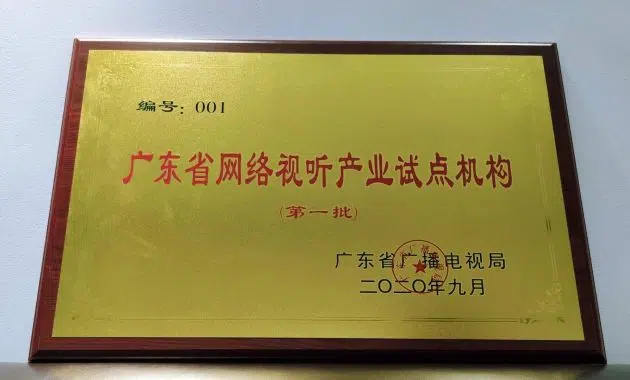 编号：001
广东省网络视听产业试点机构
（第一批）
广东省广播电视局
二〇二〇年九月